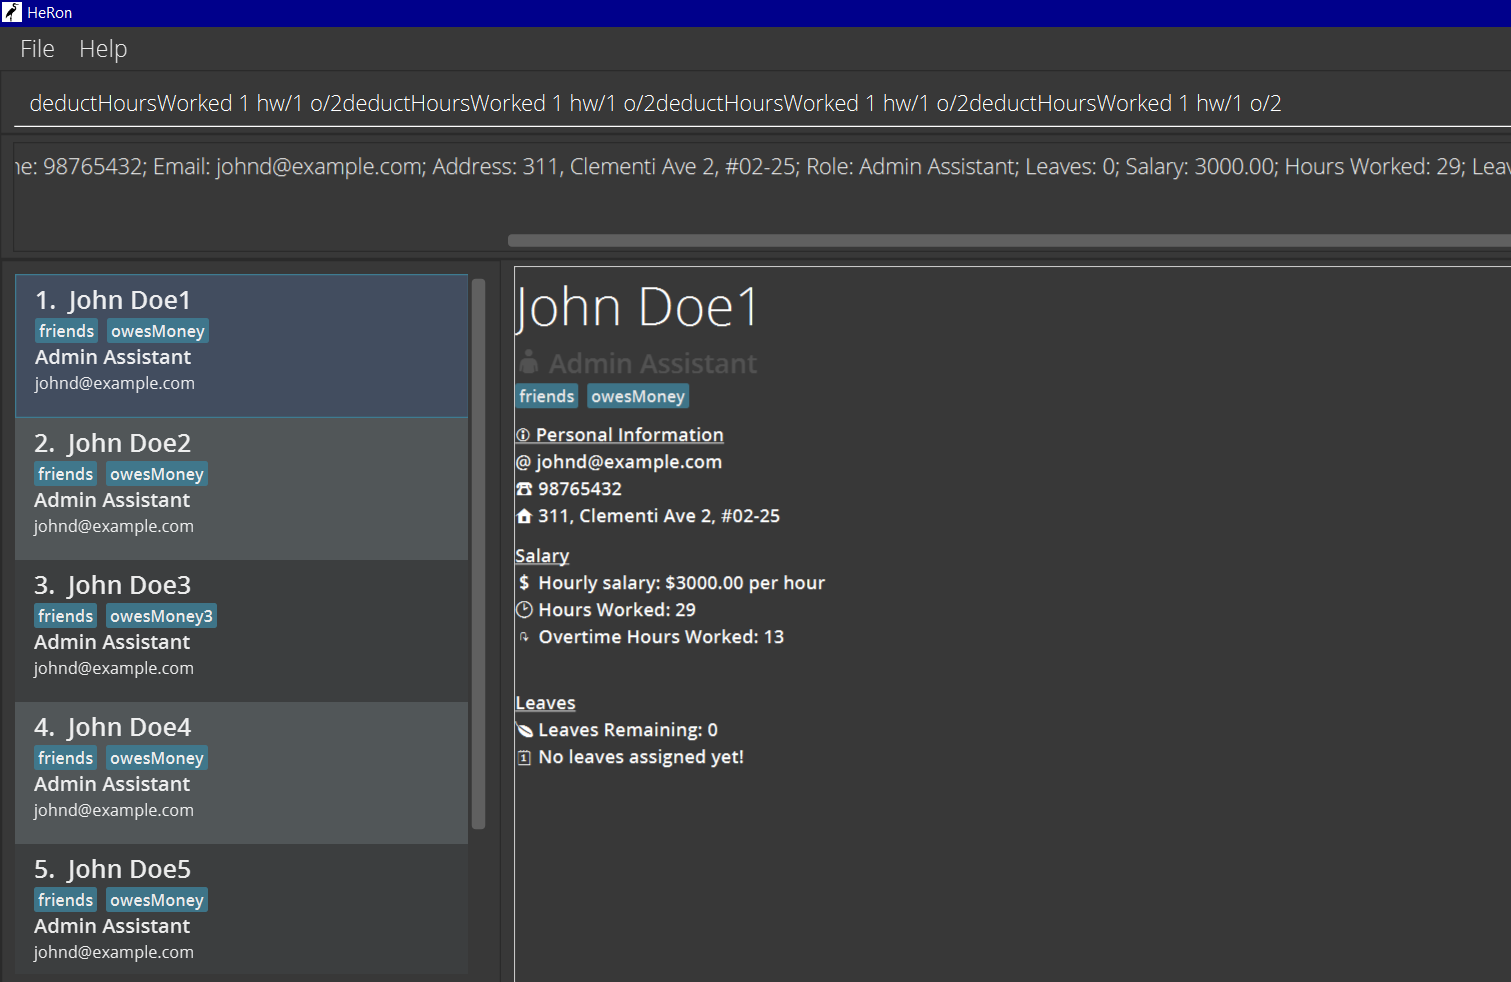 HeRon
File Help
deductHoursWorked 1 hw/1 o/2deductHoursWorked 1 hw/1 o/2deductHoursWorked 1 hw/1 o/2deductHoursWorked 1 hw/1 o/2
98765432; Email: johnd@example.com; Address: 311, Clementi Ave 2, #02-25; Role: Admin Assistant; Leaves: 0; Salary: 3000.00; Hours Worked: 29;
1. John Doe1
friends owesMoney
Admin Assistant
johnd@example.com
2. John Doe2
friends owesMoney
Admin Assistant
johnd@example.com
3. John Doe3
friends owesMoney3
Admin Assistant
johnd@example.com
4. John Doe4
friends owesMoney
Admin Assistant
johnd@example.com
5. John Doe5
friends owesMoney
Admin Assistant
johnd@example.com
John Doe1
Admin Assistant
friends owesMoney
Personal Information
@ johnd@example.com
98765432
311, Clementi Ave 2, #02-25
Salary
$ Hourly salary: $3000.00 per hour
Hours Worked: 29
Overtime Hours Worked: 13
Leaves
Leaves Remaining: 0
No leaves assigned yet!